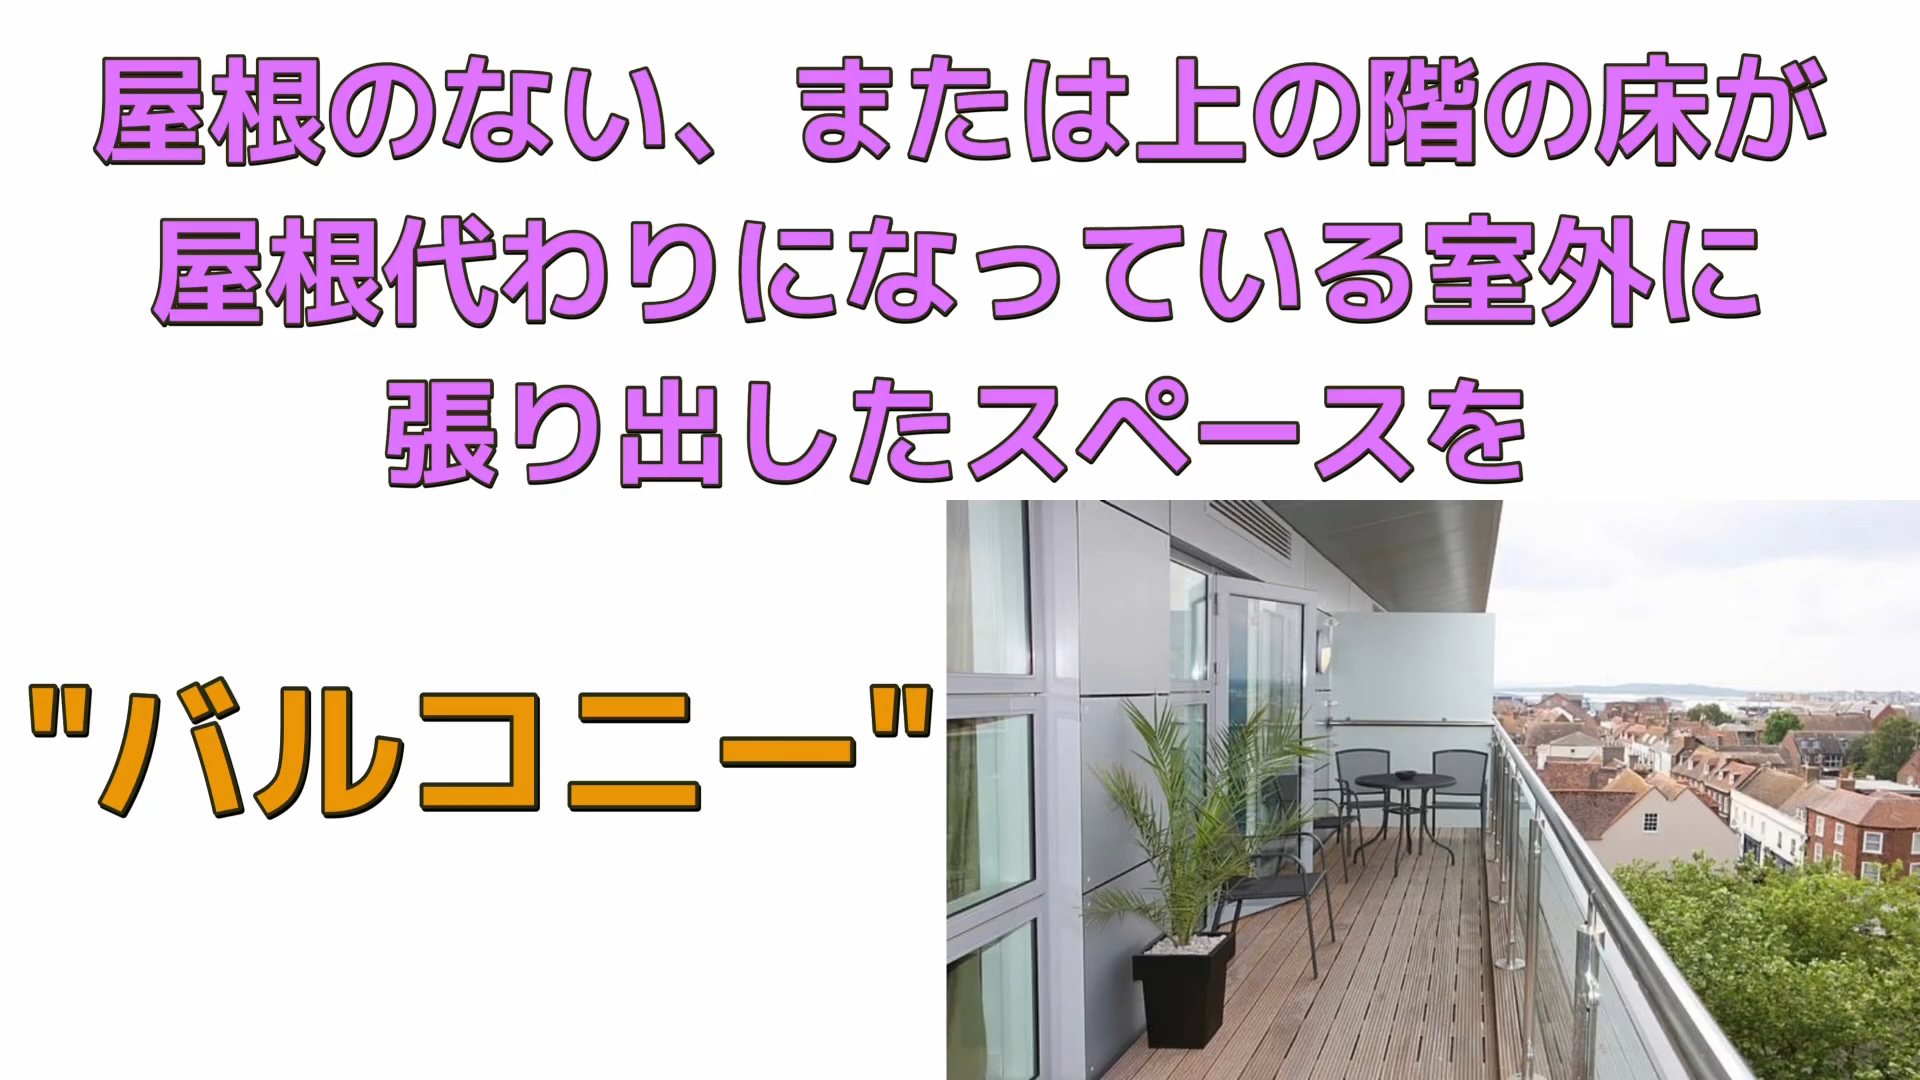 屋根のない、または上の階の床が
屋根代わりになっている室外に
張り出したスペースを
"バルコニー"